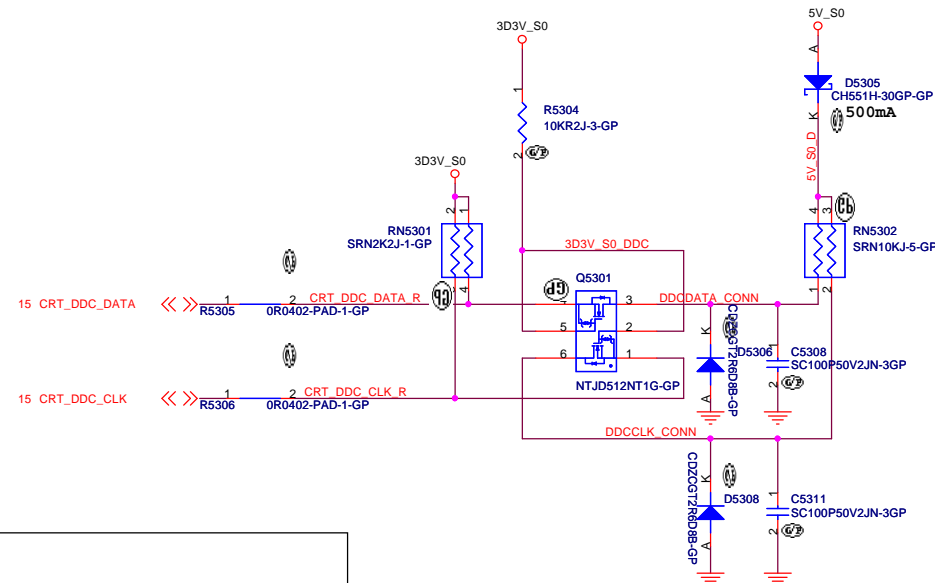 5V_S0
3D3V_S0
A
D5305
CH551H-30GP-GP
K
500mA
1
R5304
10KR2J-3-GP
2
G/P
5V_S0_D
3D3V_S0
2 1
4 3
RN5301
SRN2K2J-1-GP
RN5302
SRN10KJ-5-GP
3D3V_S0_DDC
4
1 2
Q5301
15 CRT_DDC_DATA
1
R5305
2
0R0402-PAD-1-GP
CRT_DDC_DATA_R
3
DDCDATA_CONN
5
2
6
1
NTJD512NT1G-GP
K
D5306
CDZCGT2R6D8B-GP
A
1
C5308
SC100P50V2JN-3GP
2
G/P
15 CRT_DDC_CLK
1
R5306
2
0R0402-PAD-1-GP
CRT_DDC_CLK_R
DDCCLK_CONN
K
D5308
CDZCGT2R6D8B-GP
A
1
C5311
SC100P50V2JN-3GP
2
G/P